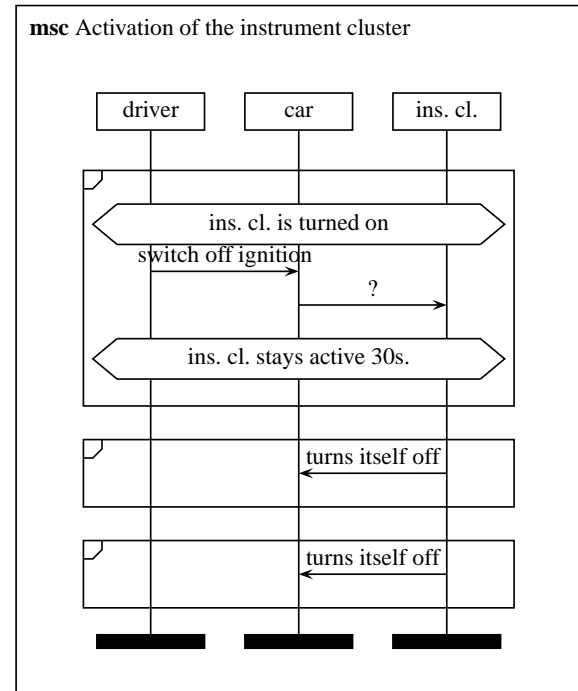 msc Activation of the instrument cluster
driver car ins. cl.
ins. cl. is turned on
switch off ignition
?
ins. cl. stays active 30s.
turns itself off
turns itself off